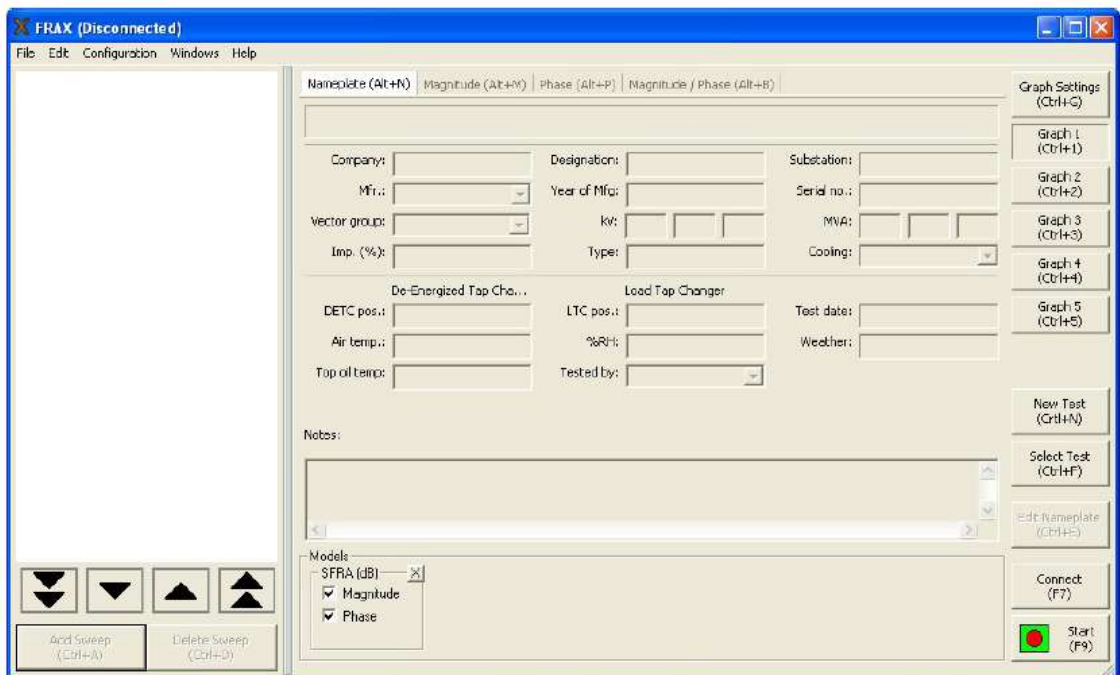 FRAX (Disconnected)
File Edit Configuration Windows Help
Nameplate (Alt+N) Magnitude (Alt+M) Phase (Alt+P) Magnitude / Phase (Alt+B)
Company: Designation: Substation:
Mfr.: Year of Mfg: Serial no.:
Vector group: kV: MVA:
Imp. (%): Type: Cooling:
De-Energized Tap Cha... Load Tap Changer
DETC pos.: LTC pos.: Test date:
Air temp.: %RH: Weather:
Top oil temp: Tested by:
Notes:
Models
SFRA (dB) X
Magnitude
Phase
Add Sweep
(Ctrl+A)
Delete Sweep
(Ctrl+D)
Graph Settings
(Ctrl+G)
Graph 1
(Ctrl+1)
Graph 2
(Ctrl+2)
Graph 3
(Ctrl+3)
Graph 4
(Ctrl+4)
Graph 5
(Ctrl+5)
New Test
(Crtl+N)
Select Test
(Ctrl+F)
Edit Nameplate
(Ctrl+E)
Connect
(F7)
Start
(F9)